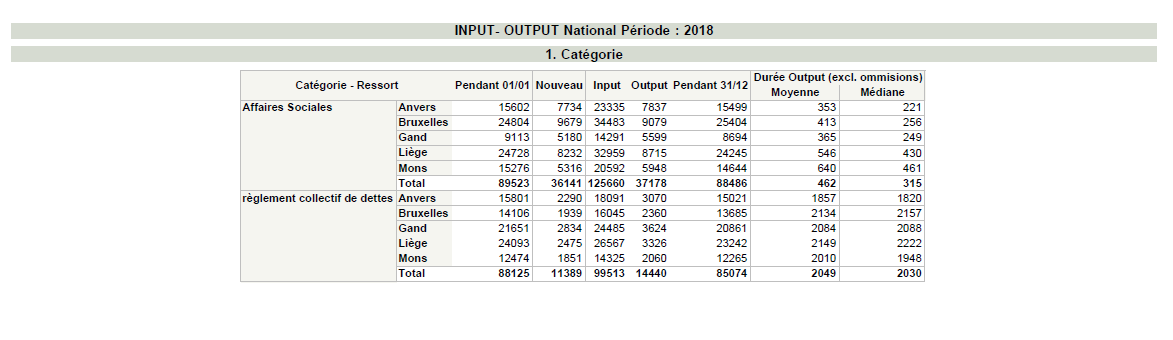 INPUT- OUTPUT National Période : 2018
1. Catégorie
Catégorie - Ressort Pendant 01/01 Nouveau Input Output Pendant 31/12 Durée Output (excl. ommisions)
Moyenne Médiane
Affaires Sociales Anvers 15602 7734 23335 7837 15499 353 221
Bruxelles 24804 9679 34483 9079 25404 413 256
Gand 9113 5180 14291 5599 8694 365 249
Liège 24728 8232 32959 8715 24245 546 430
Mons 15276 5316 20592 5948 14644 640 461
Total 89523 36141 125660 37178 88486 462 315
règlement collectif de dettes Anvers 15801 2290 18091 3070 15021 1857 1820
Bruxelles 14106 1939 16045 2360 13685 2134 2157
Gand 21651 2834 24485 3624 20861 2084 2088
Liège 24093 2475 26567 3326 23242 2149 2222
Mons 12474 1851 14325 2060 12265 2010 1948
Total 88125 11389 99513 14440 85074 2049 2030